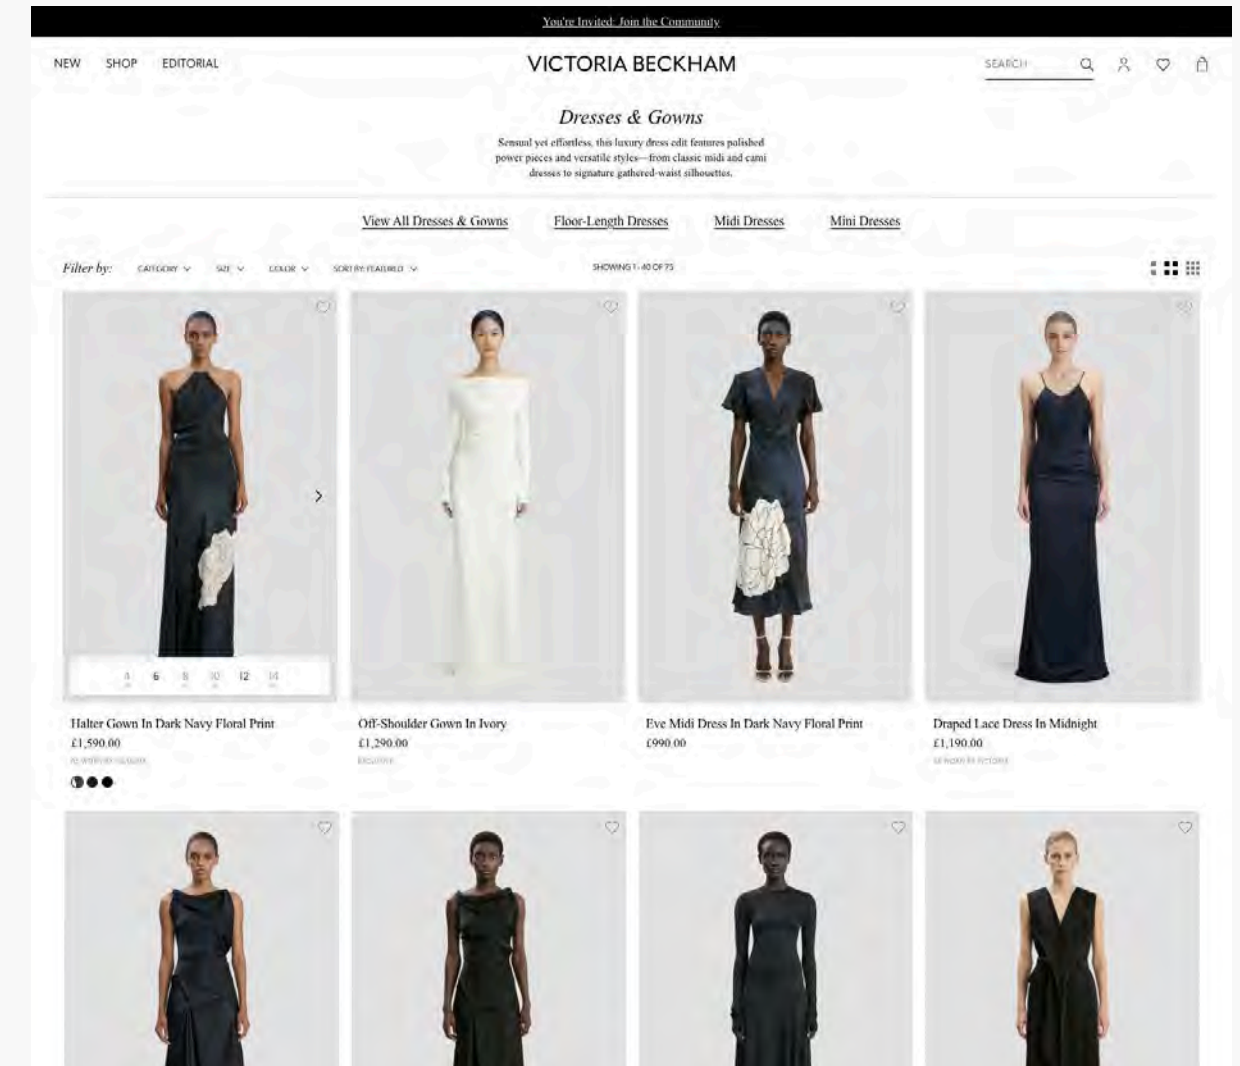 You're Invited: Join the Community
NEW SHOP EDITORIAL
VICTORIA BECKHAM
SEARCH
Dresses & Gowns
Sensual yet effortless, this luxury dress edit features polished
power pieces and versatile styles—from classic midi and cami
dresses to signature gathered-waist silhouettes.
View All Dresses & Gowns Floor-Length Dresses Midi Dresses Mini Dresses
Filter by: CATEGORY SIZE COLOR SORT BY: FEATURED
SHOWING 1 - 40 OF 75
4 6 8 10 12 14
Halter Gown In Dark Navy Floral Print
£1,590.00
Off-Shoulder Gown In Ivory
£1,290.00
EXCLUSIVE
Eve Midi Dress In Dark Navy Floral Print
£990.00
Draped Lace Dress In Midnight
£1,190.00
AS WORN BY VICTORIA